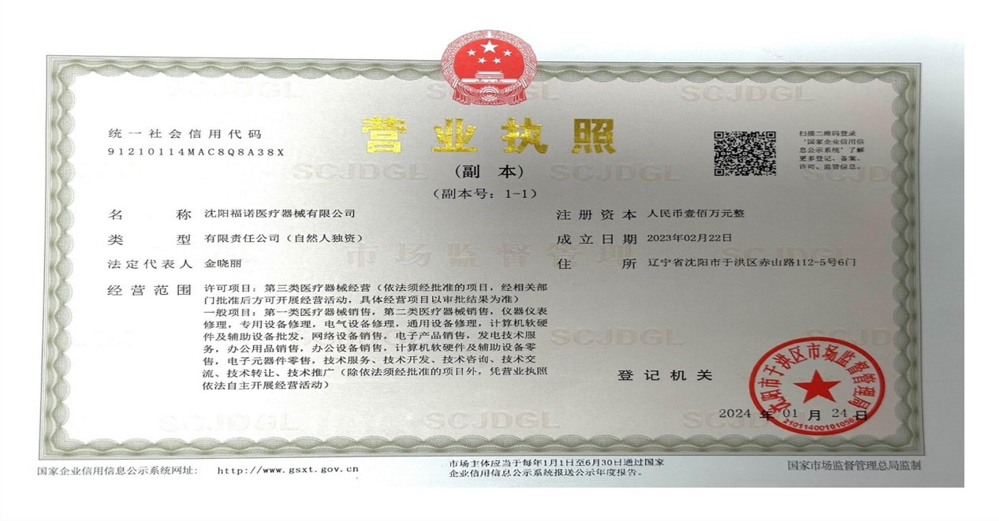 统一社会信用代码
91210114MAC8Q8A38X
营业执照
(副 本)
(副本号: 1-1)
扫描二维码登录
‘国家企业信用信
息公示系统’了解
更多登记、备案、
许可、监管信息。
名 称 沈阳福诺医疗器械有限公司
注册资本 人民币壹佰万元整
类 型 有限责任公司（自然人独资）
成立日期 2023年02月22日
法定代表人 金晓丽
住 所 辽宁省沈阳市于洪区赤山路112-5号6门
经营范围 许可项目：第三类医疗器械经营（依法须经批准的项目，经相关部
门批准后方可开展经营活动，具体经营项目以审批结果为准）
一般项目：第一类医疗器械销售，第二类医疗器械销售，仪器仪表
修理，专用设备修理，电气设备修理，通用设备修理，计算机软硬
件及辅助设备批发，网络设备销售，电子产品销售，发电技术服
务，办公用品销售，办公设备销售，计算机软硬件及辅助设备零
售，电子元器件零售，技术服务、技术开发、技术咨询、技术交
流、技术转让、技术推广（除依法须经批准的项目外，凭营业执照
依法自主开展经营活动）
登记机关
沈阳市于洪区市场监督管理局
2024 年 01 月 24 日
国家企业信用信息公示系统网址： http://www.gsxt.gov.cn
市场主体应当于每年1月1日至6月30日通过国家
企业信用信息公示系统报送公示年度报告。
国家市场监督管理总局监制
SCJDGL
市场监督管理